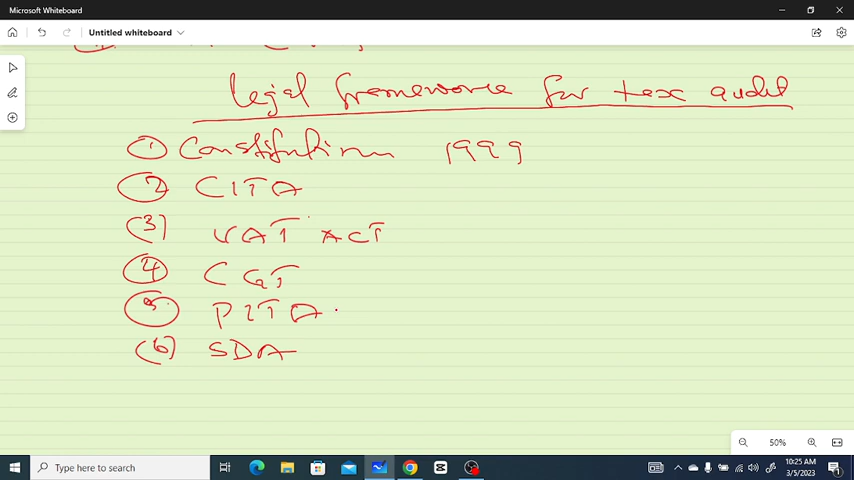 Microsoft Whiteboard
Untitled whiteboard
legal framework for tax audit
① Constitution 1999
② CITA
(3) VAT ACT
④ CGT
⑤ PITA
(6) SDA
50%
Type here to search
10:25 AM
3/5/2023